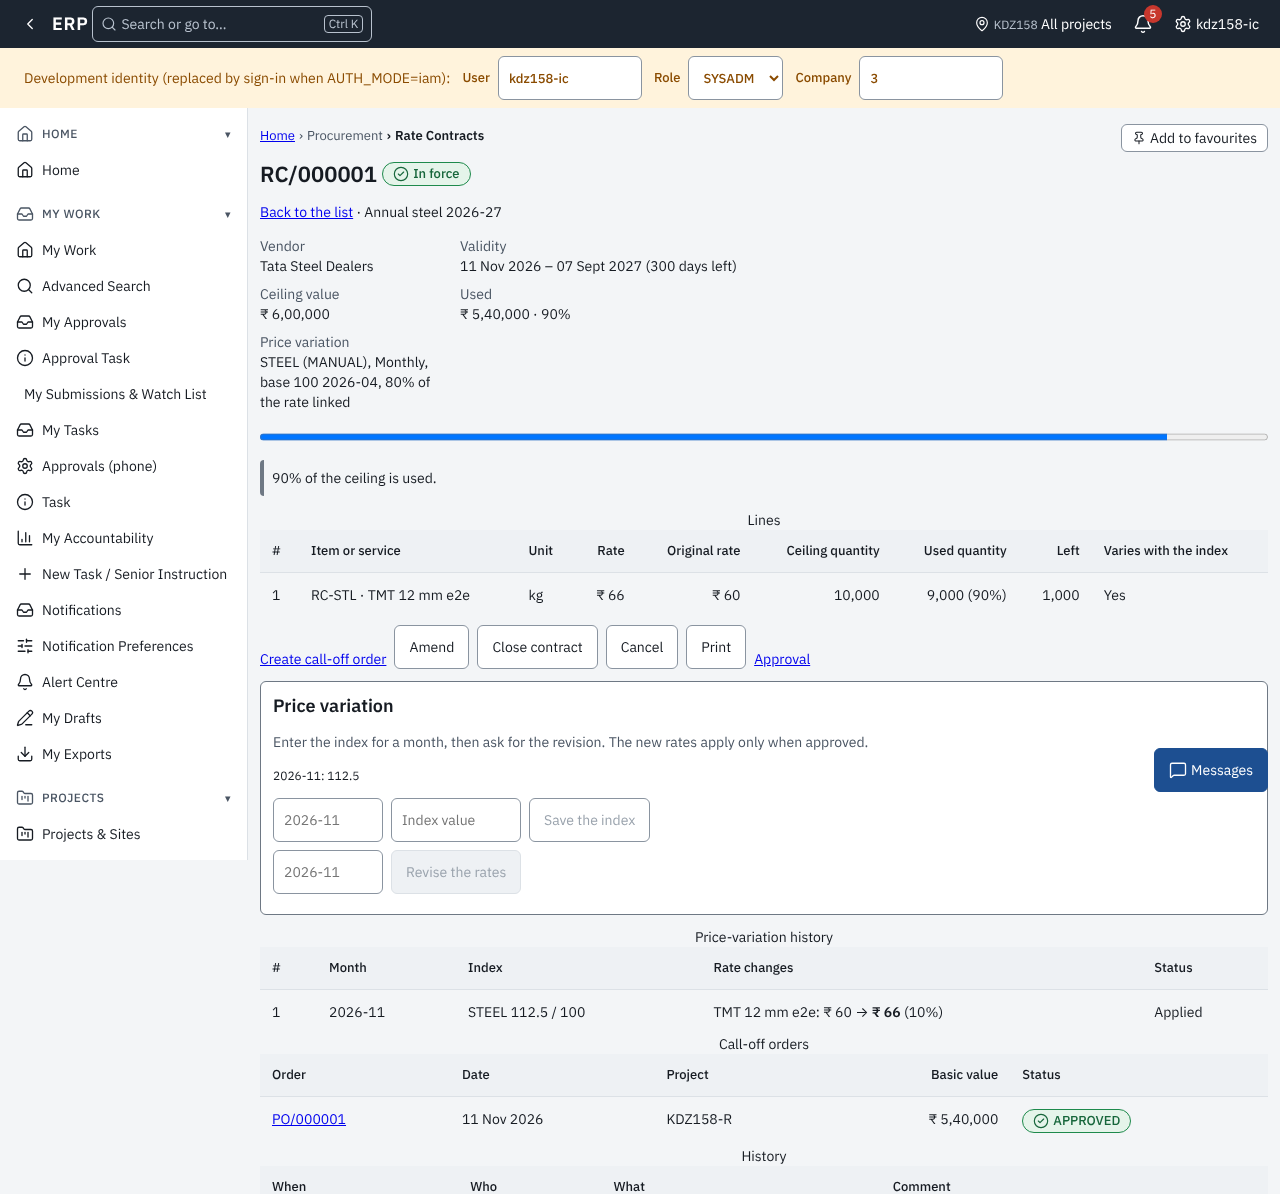 ERP Search or go to... Ctrl K KDZ158 All projects 5 kdz158-ic
Development identity (replaced by sign-in when AUTH_MODE=iam): User kdz158-ic Role SYSADM Company 3
HOME
Home
MY WORK
My Work
Advanced Search
My Approvals
Approval Task
My Submissions & Watch List
My Tasks
Approvals (phone)
Task
My Accountability
New Task / Senior Instruction
Notifications
Notification Preferences
Alert Centre
My Drafts
My Exports
PROJECTS
Projects & Sites
Home › Procurement › Rate Contracts
Add to favourites
RC/000001 In force
Back to the list · Annual steel 2026-27
Vendor Validity
Tata Steel Dealers 11 Nov 2026 – 07 Sept 2027 (300 days left)
Ceiling value Used
₹ 6,00,000 ₹ 5,40,000 · 90%
Price variation
STEEL (MANUAL), Monthly,
base 100 2026-04, 80% of
the rate linked
90% of the ceiling is used.
Lines
# Item or service Unit Rate Original rate Ceiling quantity Used quantity Left Varies with the index
1 RC-STL · TMT 12 mm e2e kg ₹ 66 ₹ 60 10,000 9,000 (90%) 1,000 Yes
Create call-off order Amend Close contract Cancel Print Approval
Price variation
Enter the index for a month, then ask for the revision. The new rates apply only when approved.
Messages
2026-11: 112.5
2026-11 Index value Save the index
2026-11 Revise the rates
Price-variation history
# Month Index Rate changes Status
1 2026-11 STEEL 112.5 / 100 TMT 12 mm e2e: ₹ 60 → ₹ 66 (10%) Applied
Call-off orders
Order Date Project Basic value Status
PO/000001 11 Nov 2026 KDZ158-R ₹ 5,40,000 APPROVED
History
When Who What Comment